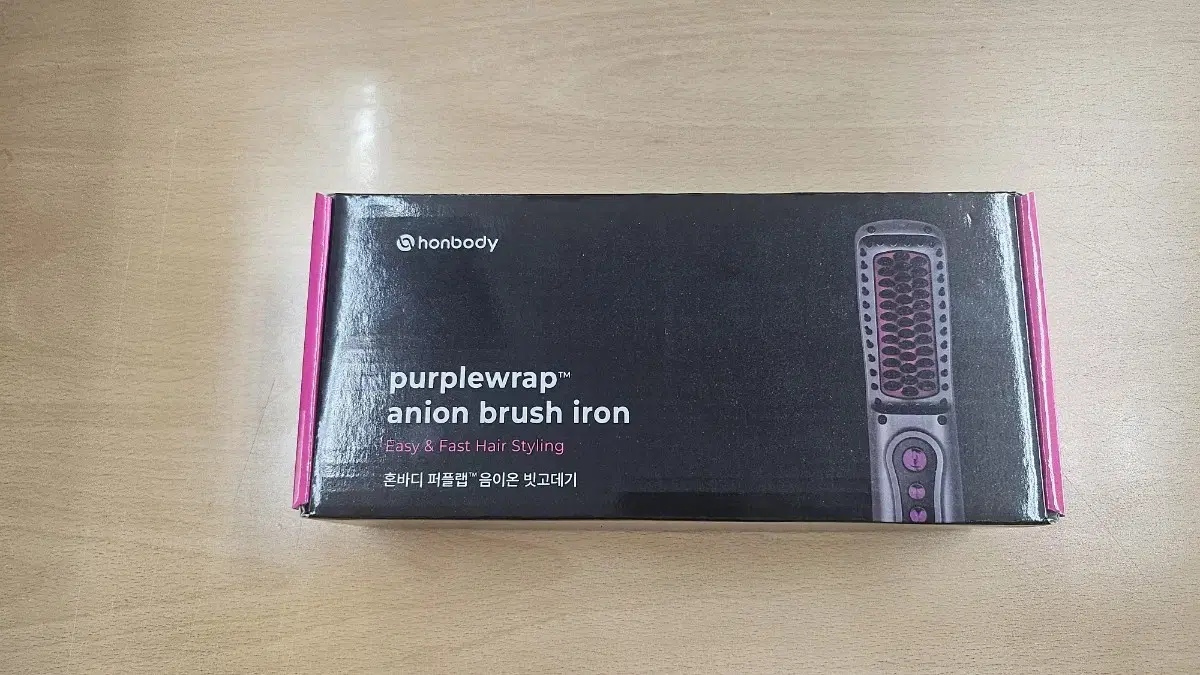 honbody
purplewrap™
anion brush iron
Easy & Fast Hair Styling
혼바디 퍼플랩™ 음이온 빗고데기